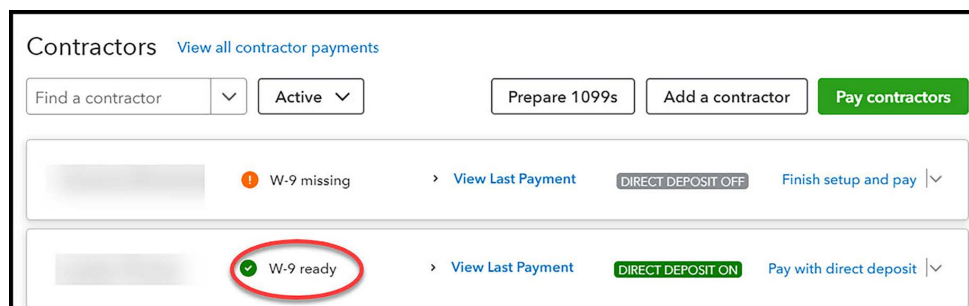 Contractors View all contractor payments
Find a contractor Active Prepare 1099s Add a contractor Pay contractors
W-9 missing View Last Payment DIRECT DEPOSIT OFF Finish setup and pay
W-9 ready View Last Payment DIRECT DEPOSIT ON Pay with direct deposit